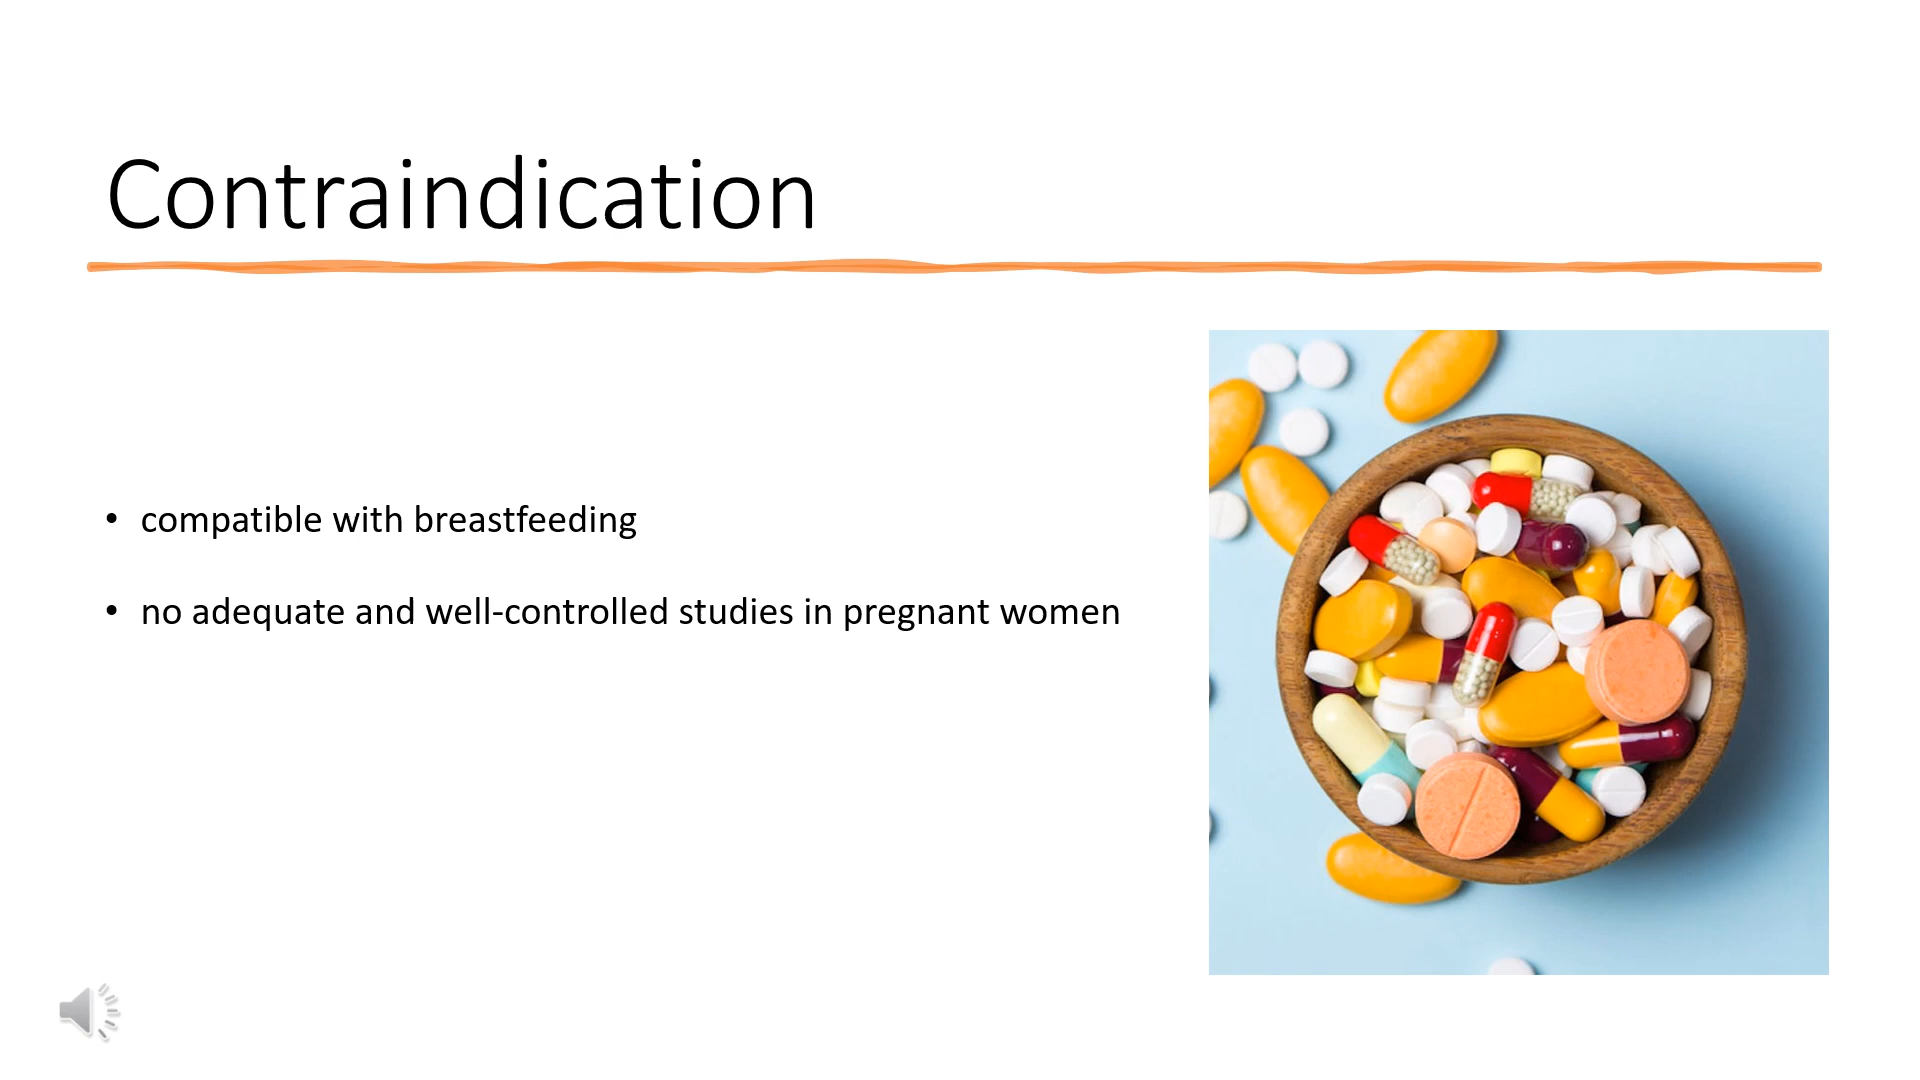 Contraindication
• compatible with breastfeeding
• no adequate and well-controlled studies in pregnant women